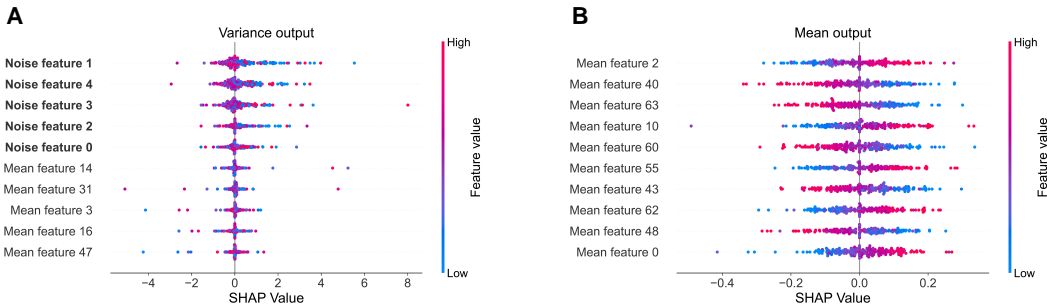 A
Variance output
Noise feature 1
Noise feature 4
Noise feature 3
Noise feature 2
Noise feature 0
Mean feature 14
Mean feature 31
Mean feature 3
Mean feature 16
Mean feature 47
−4 −2 0 2 4 6 8
SHAP Value
High
Feature value
Low
B
Mean output
Mean feature 2
Mean feature 40
Mean feature 63
Mean feature 10
Mean feature 60
Mean feature 55
Mean feature 43
Mean feature 62
Mean feature 48
Mean feature 0
−0.4 −0.2 0.0 0.2
SHAP Value
High
Feature value
Low